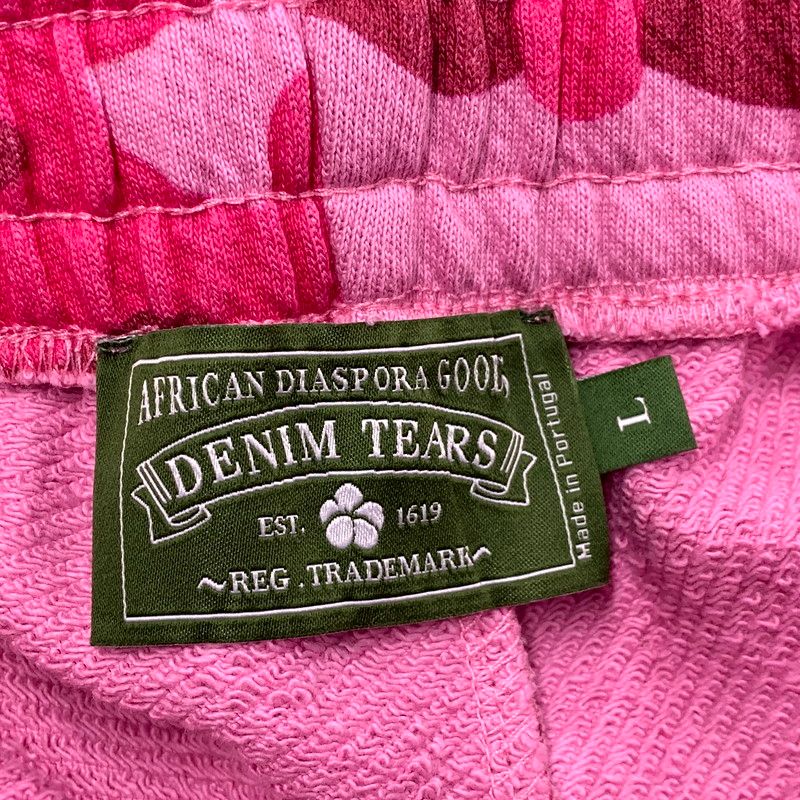 AFRICAN DIASPORA GOODS
DENIM TEARS
EST. 1619
~REG.TRADEMARK~
Made in Portugal
L